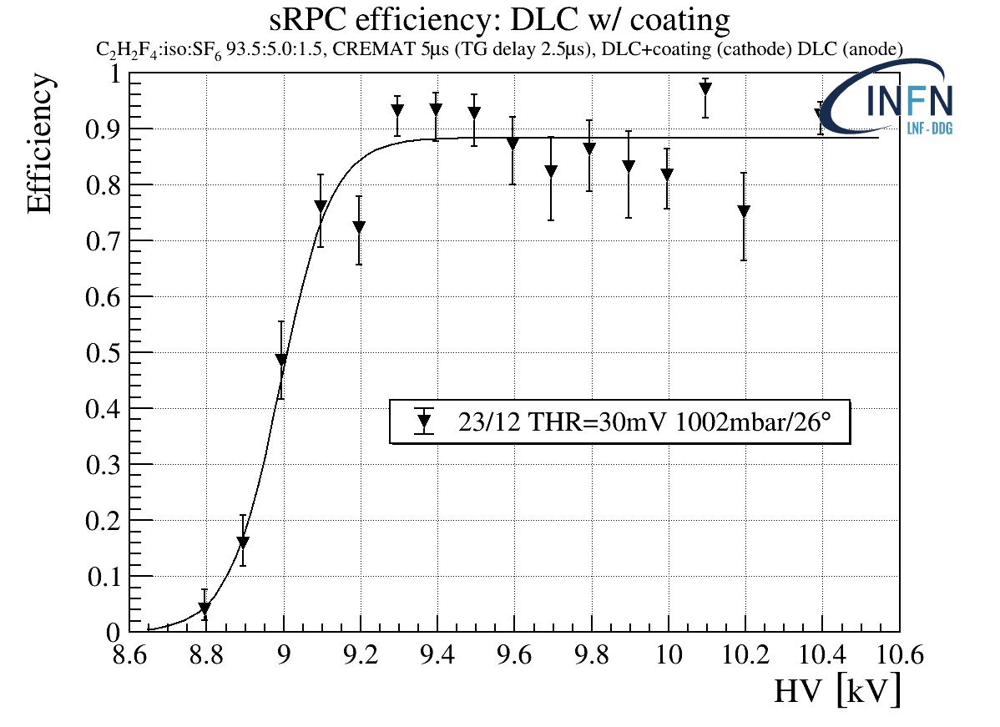 sRPC efficiency: DLC w/ coating
C2H2F4:iso:SF6 93.5:5.0:1.5, CREMAT 5μs (TG delay 2.5μs), DLC+coating (cathode) DLC (anode)
INFN
LNF - DDG
Efficiency
1
0.9
0.8
0.7
0.6
0.5
0.4
0.3
0.2
0.1
0
23/12 THR=30mV 1002mbar/26°
8.6 8.8 9 9.2 9.4 9.6 9.8 10 10.2 10.4 10.6
HV [kV]